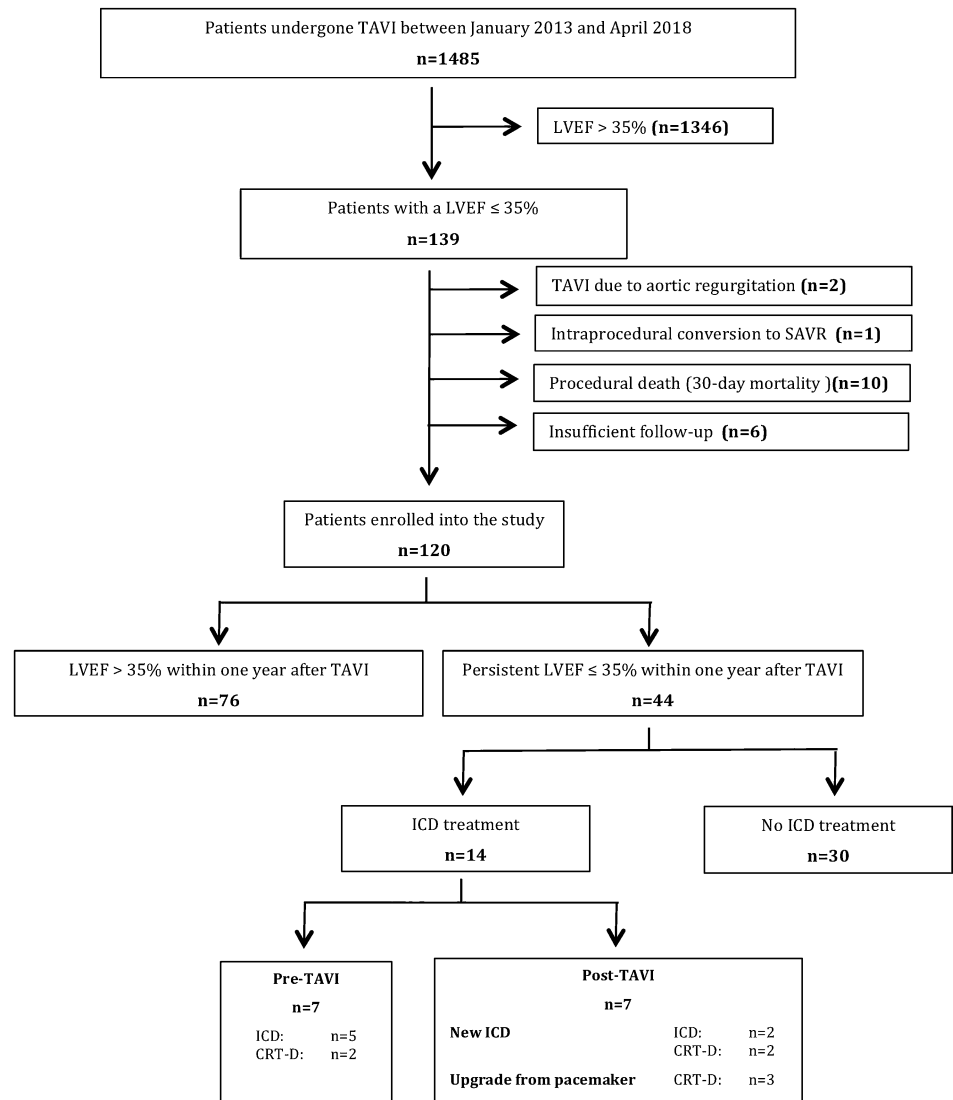 Patients undergone TAVI between January 2013 and April 2018
n=1485
LVEF > 35% (n=1346)
Patients with a LVEF ≤ 35%
n=139
TAVI due to aortic regurgitation (n=2)
Intraprocedural conversion to SAVR (n=1)
Procedural death (30-day mortality )(n=10)
Insufficient follow-up (n=6)
Patients enrolled into the study
n=120
LVEF > 35% within one year after TAVI
n=76
Persistent LVEF ≤ 35% within one year after TAVI
n=44
ICD treatment
n=14
No ICD treatment
n=30
Pre-TAVI
n=7
ICD: n=5
CRT-D: n=2
Post-TAVI
n=7
New ICD ICD: n=2
CRT-D: n=2
Upgrade from pacemaker CRT-D: n=3